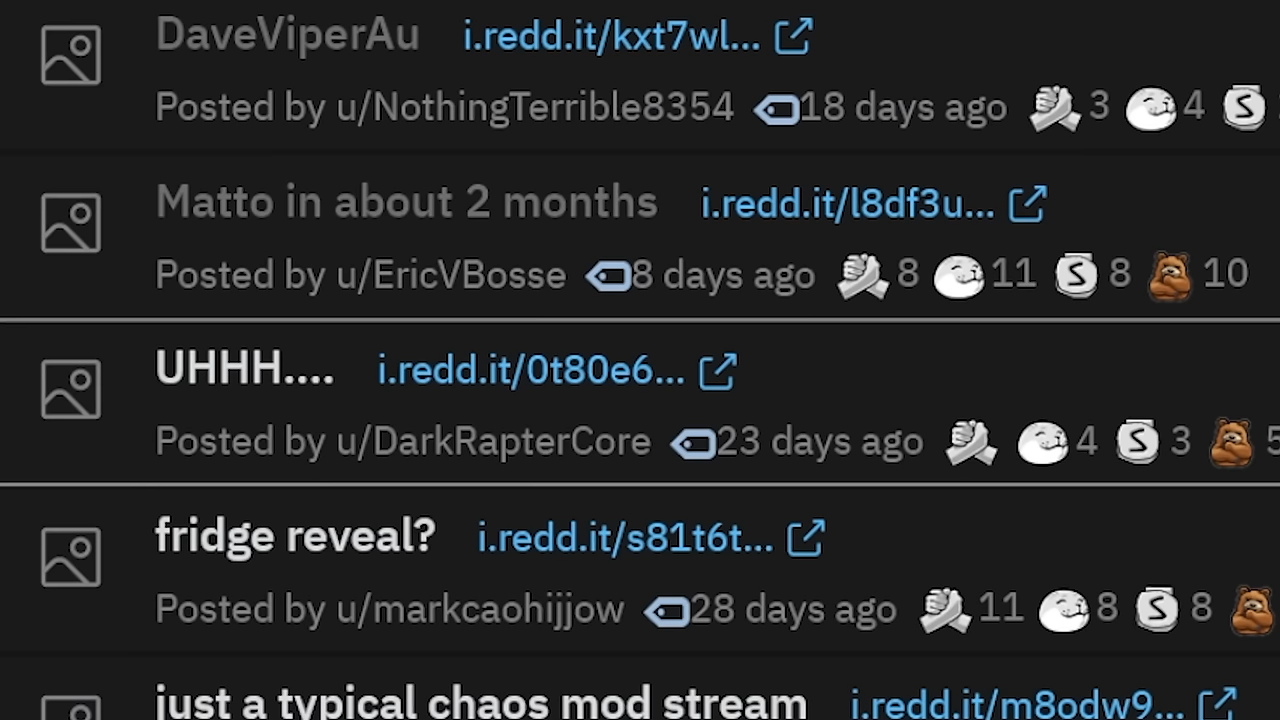 DaveViperAu i.redd.it/kxt7wl...
Posted by u/NothingTerrible8354 18 days ago 3 4 S
Matto in about 2 months i.redd.it/l8df3u...
Posted by u/EricVBosse 8 days ago 8 11 S 8 10
UHHH.... i.redd.it/0t80e6...
Posted by u/DarkRapterCore 23 days ago 4 S 3 5
fridge reveal? i.redd.it/s81t6t...
Posted by u/markcaohijjow 28 days ago 11 8 S 8
just a typical chaos mod stream i.redd.it/m8odw9...